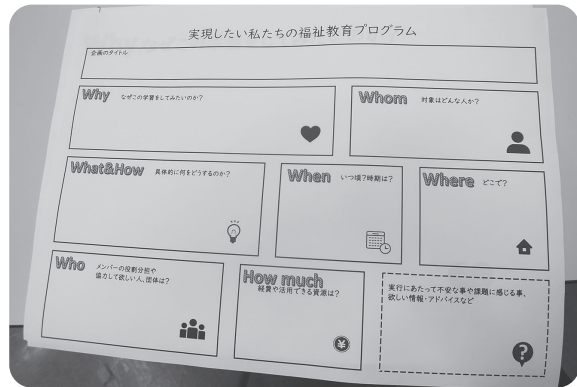 実現したい私たちの福祉教育プログラム
企画のタイトル
Why なぜこの学習をしてみたいのか?
Whom 対象はどんな人か?
What&How 具体的に何をどうするのか?
When いつ頃?時期は?
Where どこで?
Who メンバーの役割分担や
協力して欲しい人、団体は?
How much
経費や活用できる資源は?
実行にあたって不安な事や課題に感じる事、
欲しい情報・アドバイスなど
¥
?